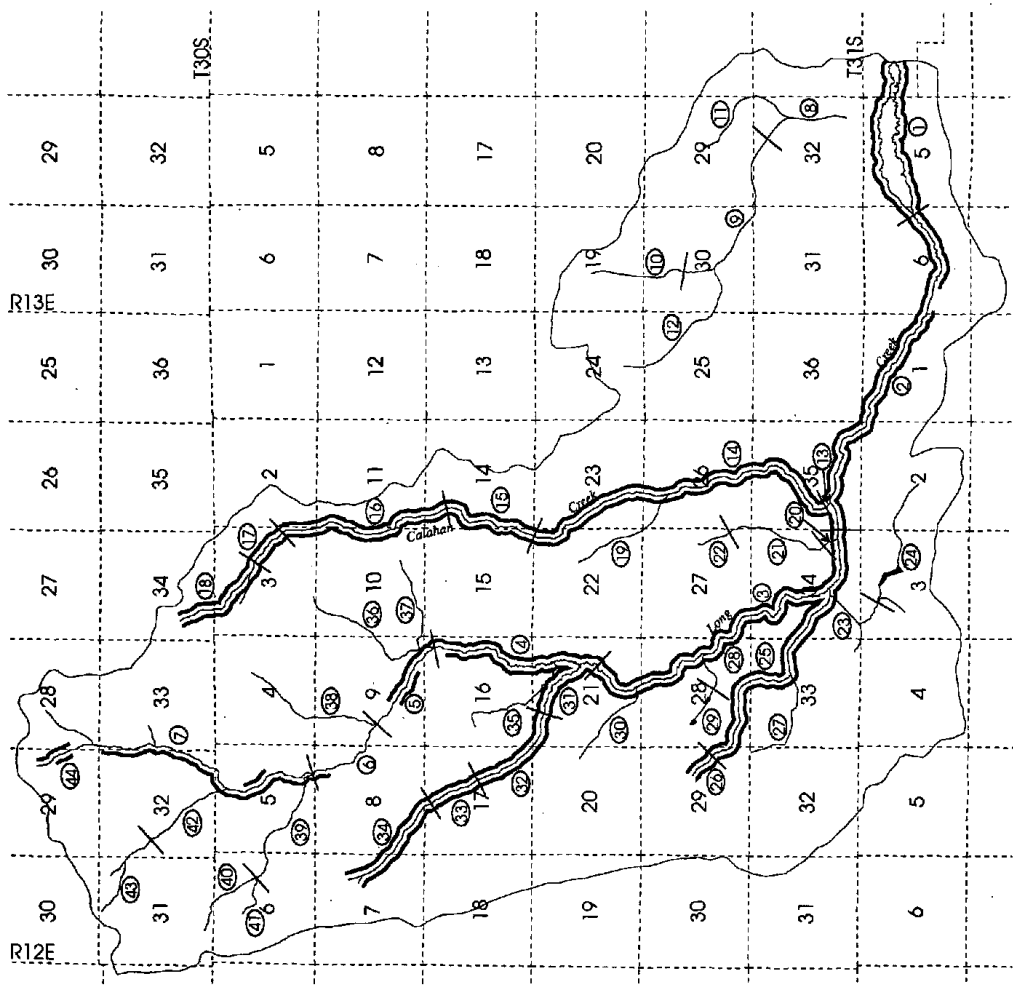 R12E
R13E
30 29 28 27 26 25 30 29
44
43 42 7 18
31 32 33 34 35 36 31 32
T30S
40 17
41 39
6 5 4 3 2 1 6 5
38
34 6 36 16
7 8 9 10 11 12 7 8
5 37
Calahan
33 32 35 4 15
18 17 16 15 14 13 18 17
31
Creek
19 20 21 22 23 24 19 20
30 19
10
12
30 29 28 27 26 25 30 29
26 29 28 22 14 9 11
Long
27 25 3 21 20 13 8
31 32 33 34 35 36 31 32
T31S
23
Creek
24 2 1
6 5 4 3 2 1 6 5